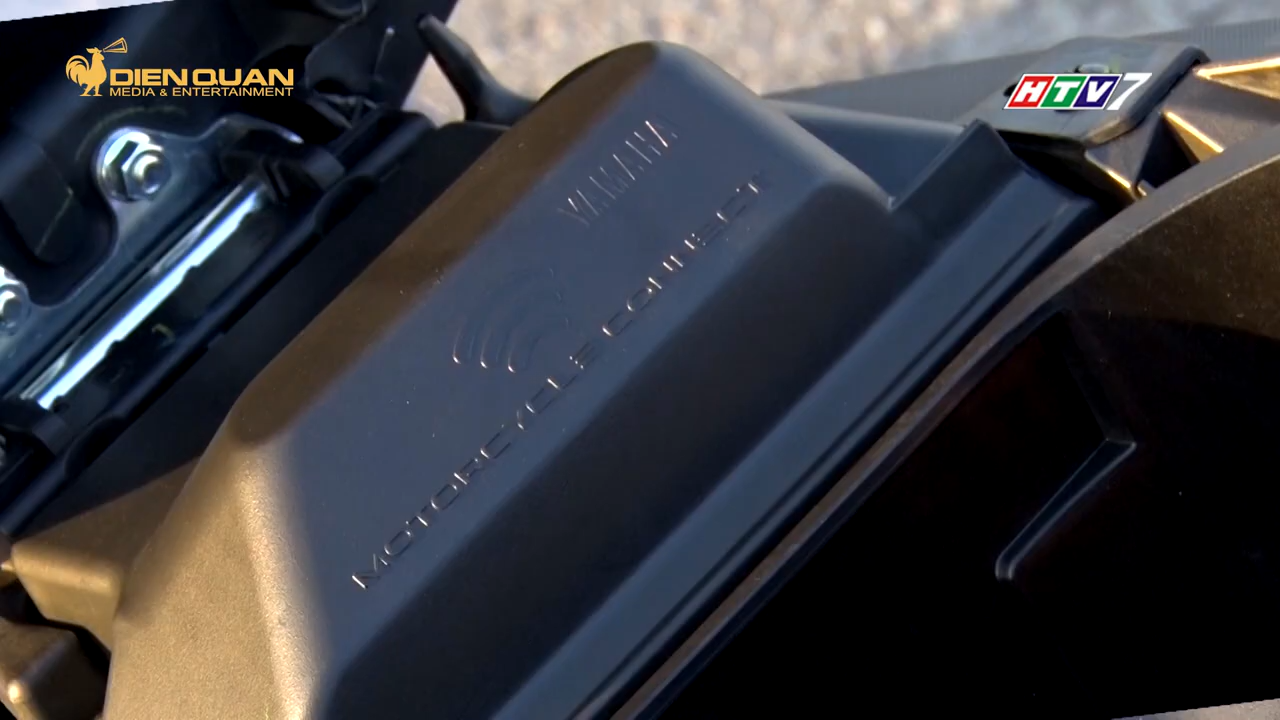 DIEN QUAN
MEDIA & ENTERTAINMENT
HTV7
YAMAHA
MOTORCYCLE CONNECT